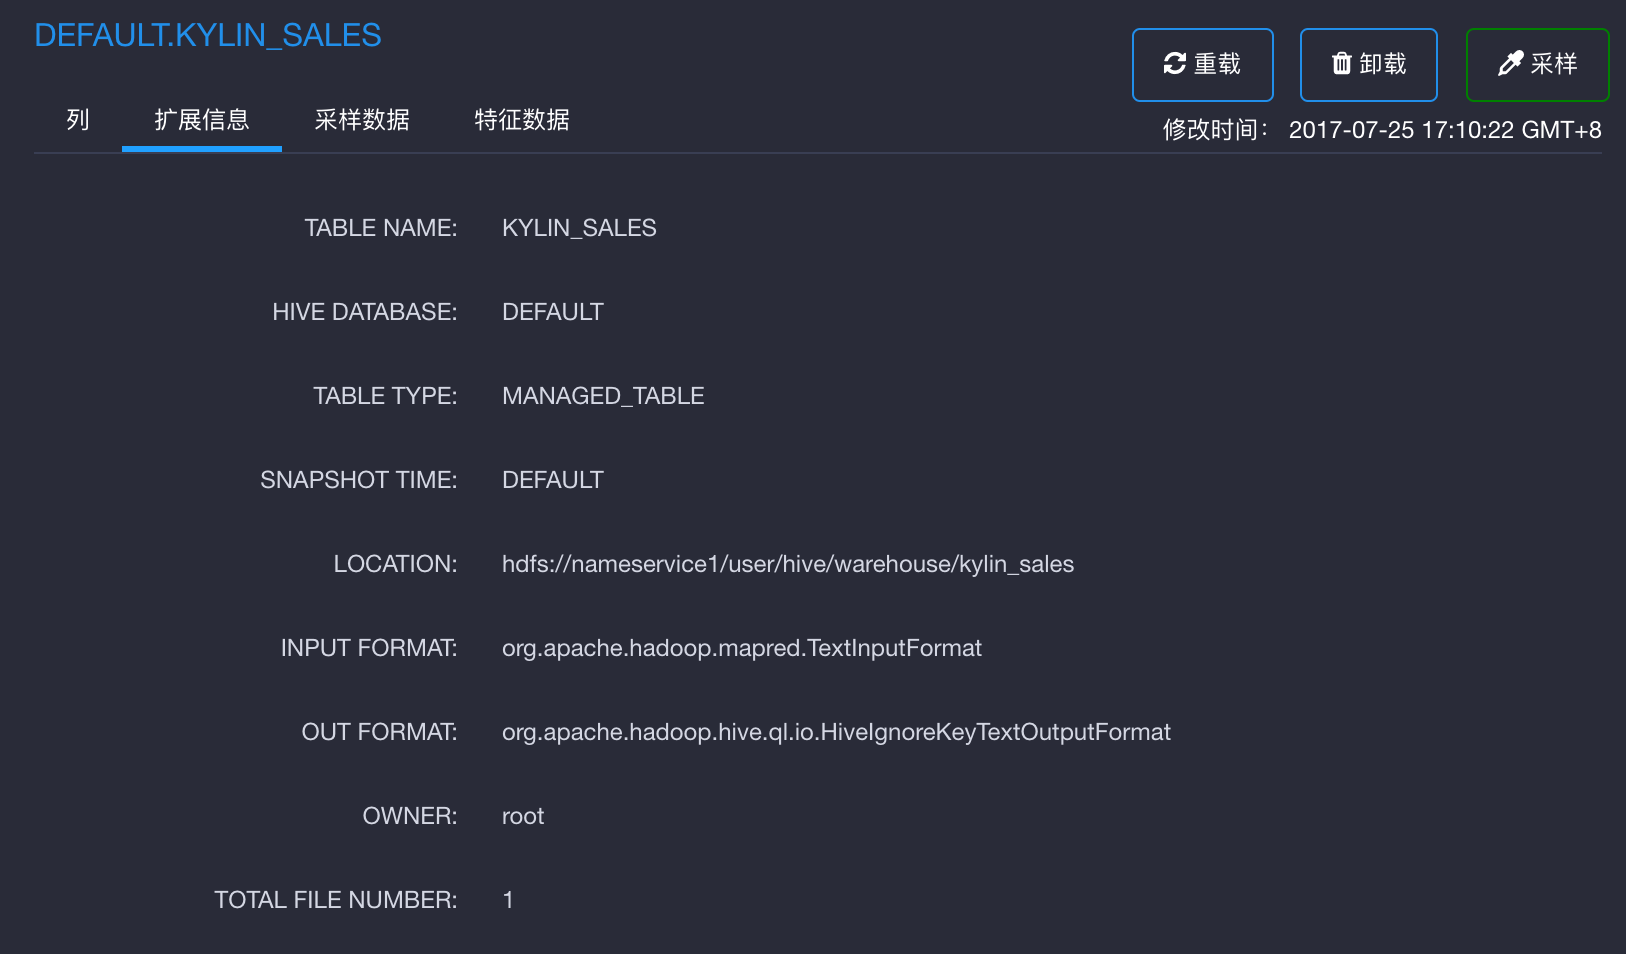 DEFAULT.KYLIN_SALES
重载
卸载
采样
列
扩展信息
采样数据
特征数据
修改时间： 2017-07-25 17:10:22 GMT+8
TABLE NAME: KYLIN_SALES
HIVE DATABASE: DEFAULT
TABLE TYPE: MANAGED_TABLE
SNAPSHOT TIME: DEFAULT
LOCATION: hdfs://nameservice1/user/hive/warehouse/kylin_sales
INPUT FORMAT: org.apache.hadoop.mapred.TextInputFormat
OUT FORMAT: org.apache.hadoop.hive.ql.io.HiveIgnoreKeyTextOutputFormat
OWNER: root
TOTAL FILE NUMBER: 1